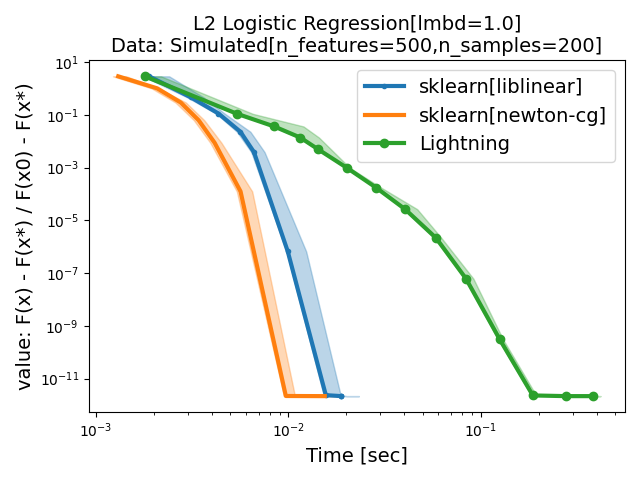 L2 Logistic Regression[lmbd=1.0]
Data: Simulated[n_features=500,n_samples=200]
value: F(x) - F(x*) / F(x0) - F(x*)
10¹
10⁻¹
10⁻³
10⁻⁵
10⁻⁷
10⁻⁹
10⁻¹¹
sklearn[liblinear]
sklearn[newton-cg]
Lightning
10⁻³
10⁻²
10⁻¹
Time [sec]